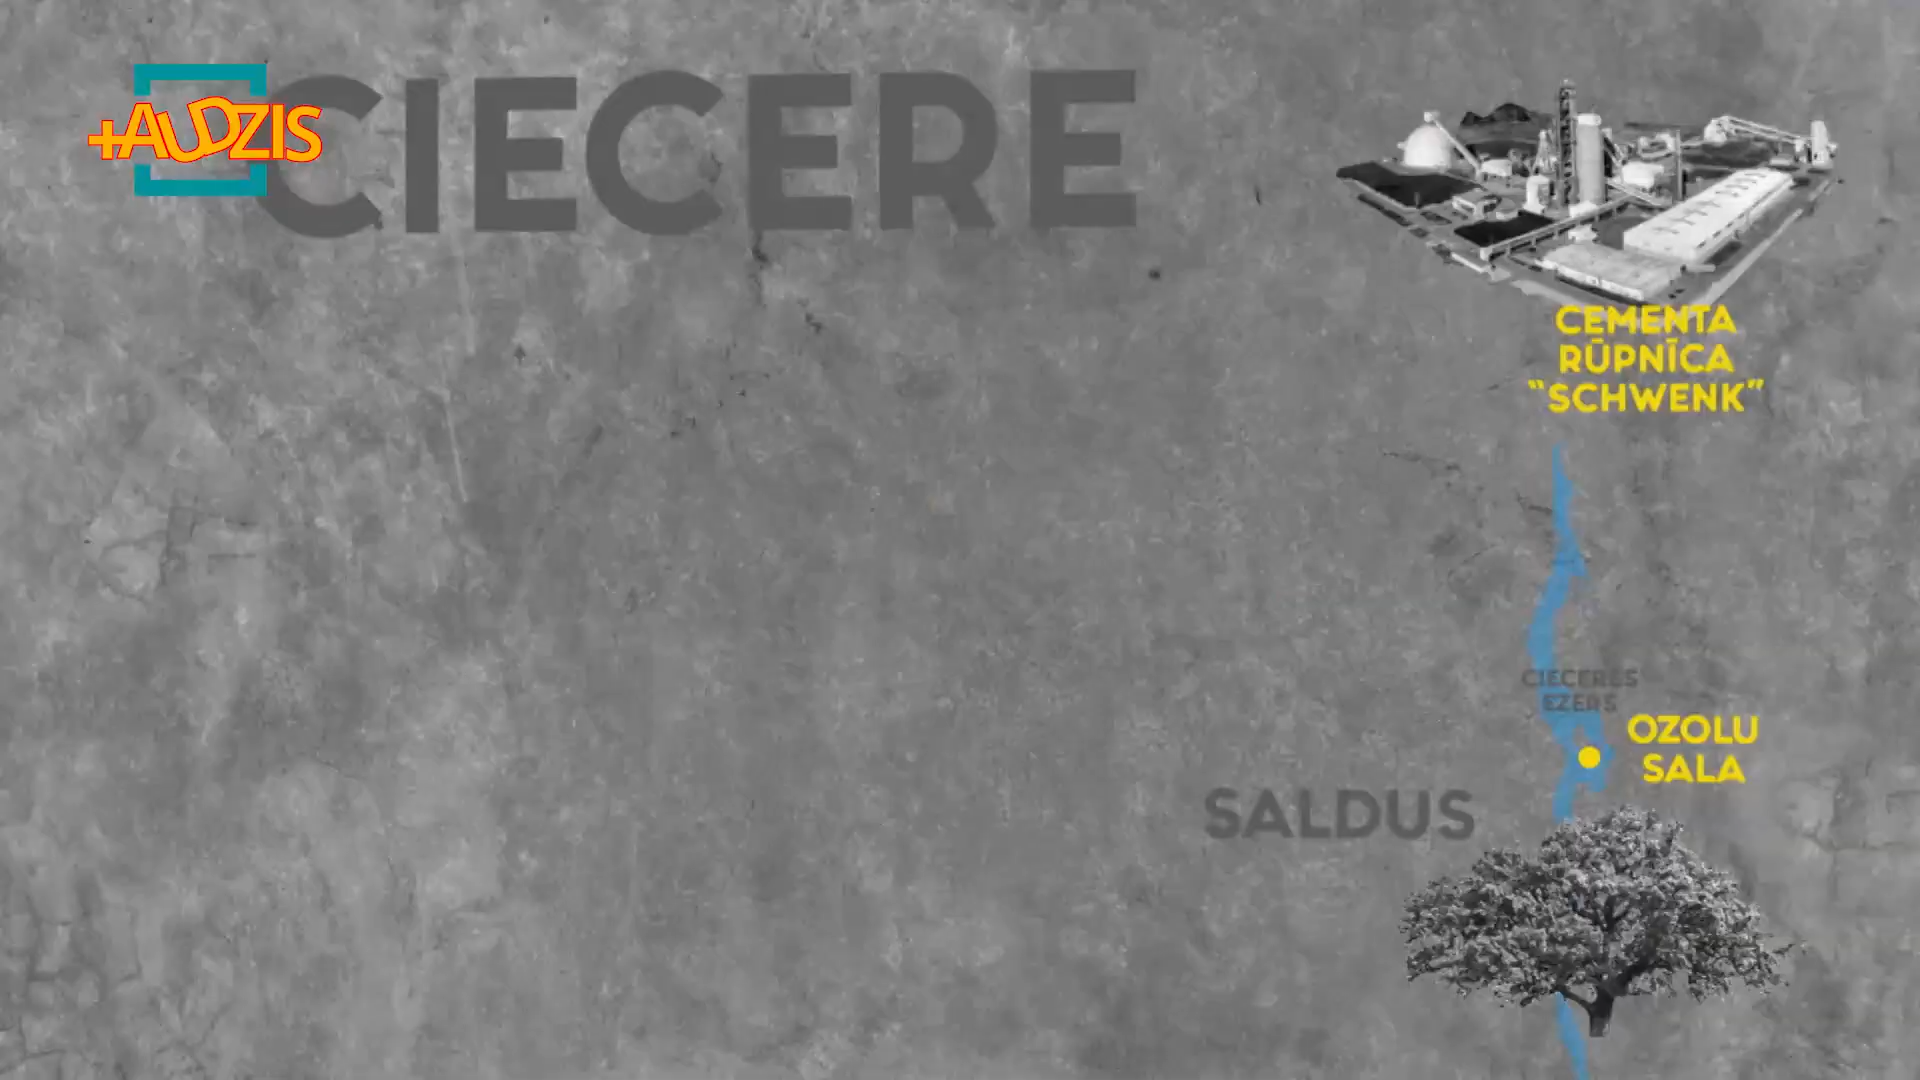 +AUDZIS
CIECERE
CEMENTA
RŪPNĪCA
“SCHWENK”
CIECERES
EZERS
OZOLU
SALA
SALDUS